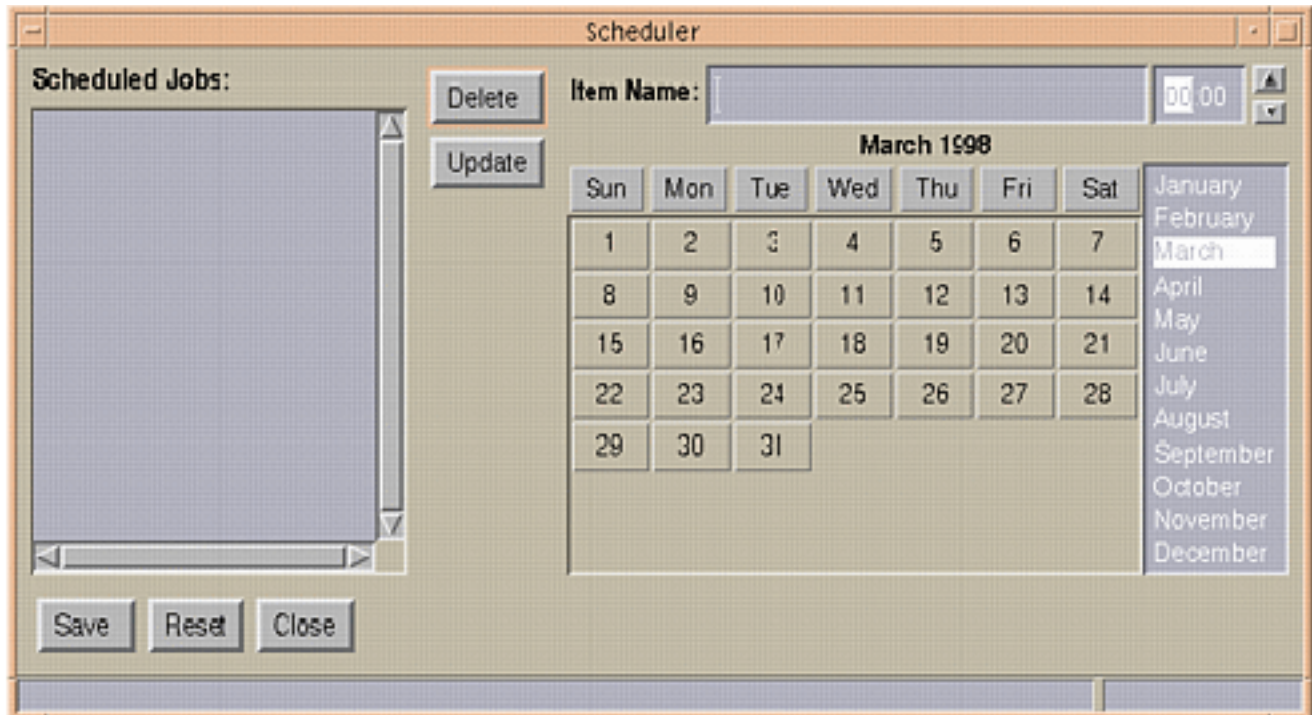 Scheduler
Scheduled Jobs:
Delete
Update
Item Name:
00:00
March 1998
Sun Mon Tue Wed Thu Fri Sat
1 2 3 4 5 6 7
8 9 10 11 12 13 14
15 16 17 18 19 20 21
22 23 24 25 26 27 28
29 30 31
January
February
March
April
May
June
July
August
September
October
November
December
Save Reset Close